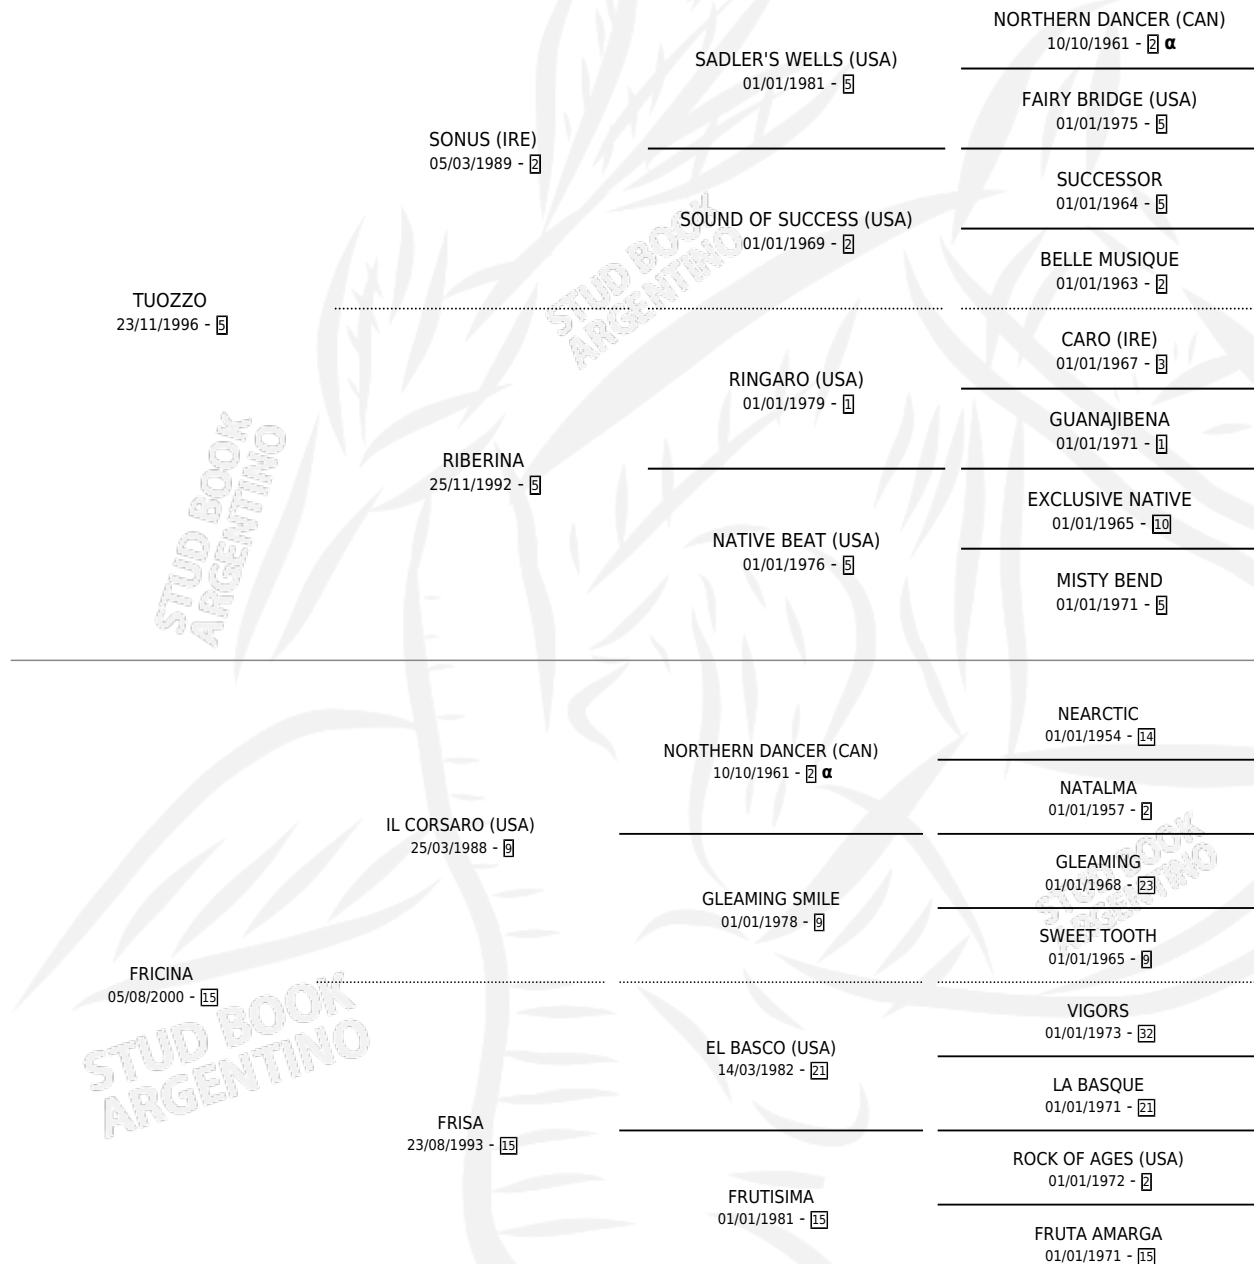 NORTHERN DANCER (CAN)
10/10/1961 - 2 α
SADLER'S WELLS (USA)
01/01/1981 - 5
FAIRY BRIDGE (USA)
01/01/1975 - 5
SONUS (IRE)
05/03/1989 - 2
SUCCESSOR
01/01/1964 - 5
SOUND OF SUCCESS (USA)
01/01/1969 - 2
BELLE MUSIQUE
01/01/1963 - 2
TUOZZO
23/11/1996 - 5
STUD BOOK
ARGENTINO
CARO (IRE)
01/01/1967 - 3
RINGARO (USA)
01/01/1979 - 1
GUANAJIBENA
01/01/1971 - 1
RIBERINA
25/11/1992 - 5
EXCLUSIVE NATIVE
01/01/1965 - 10
NATIVE BEAT (USA)
01/01/1976 - 5
MISTY BEND
01/01/1971 - 5
STUD BOOK
ARGENTINO
NEARCTIC
01/01/1954 - 14
NORTHERN DANCER (CAN)
10/10/1961 - 2 α
NATALMA
01/01/1957 - 2
IL CORSARO (USA)
25/03/1988 - 9
GLEAMING
01/01/1968 - 23
GLEAMING SMILE
01/01/1978 - 9
SWEET TOOTH
01/01/1965 - 9
STUD BOOK
ARGENTINO
FRICINA
05/08/2000 - 15
STUD BOOK
ARGENTINO
VIGORS
01/01/1973 - 32
EL BASCO (USA)
14/03/1982 - 21
LA BASQUE
01/01/1971 - 21
FRISA
23/08/1993 - 15
ROCK OF AGES (USA)
01/01/1972 - 2
FRUTISIMA
01/01/1981 - 15
FRUTA AMARGA
01/01/1971 - 15